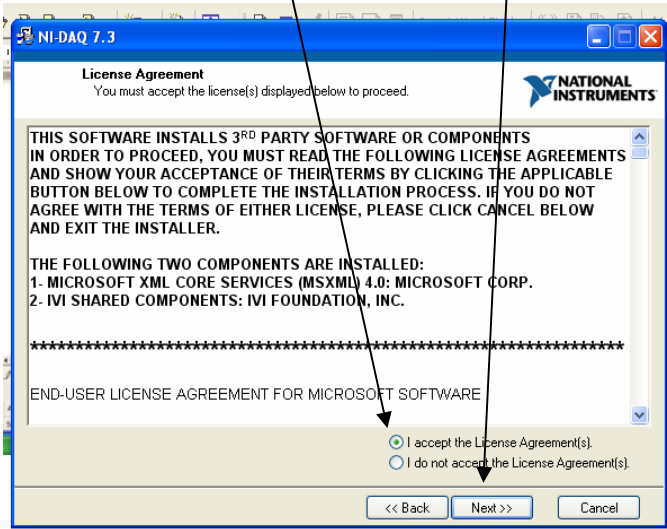 NI-DAQ 7.3
License Agreement
You must accept the license(s) displayed below to proceed.
NATIONAL
INSTRUMENTS
THIS SOFTWARE INSTALLS 3RD PARTY SOFTWARE OR COMPONENTS
IN ORDER TO PROCEED, YOU MUST READ THE FOLLOWING LICENSE AGREEMENTS
AND SHOW YOUR ACCEPTANCE OF THEIR TERMS BY CLICKING THE APPLICABLE
BUTTON BELOW TO COMPLETE THE INSTALLATION PROCESS. IF YOU DO NOT
AGREE WITH THE TERMS OF EITHER LICENSE, PLEASE CLICK CANCEL BELOW
AND EXIT THE INSTALLER.
THE FOLLOWING TWO COMPONENTS ARE INSTALLED:
1- MICROSOFT XML CORE SERVICES (MSXML) 4.0: MICROSOFT CORP.
2- IVI SHARED COMPONENTS: IVI FOUNDATION, INC.
******************************************************************
END-USER LICENSE AGREEMENT FOR MICROSOFT SOFTWARE
I accept the License Agreement(s).
I do not accept the License Agreement(s).
<< Back
Next >>
Cancel